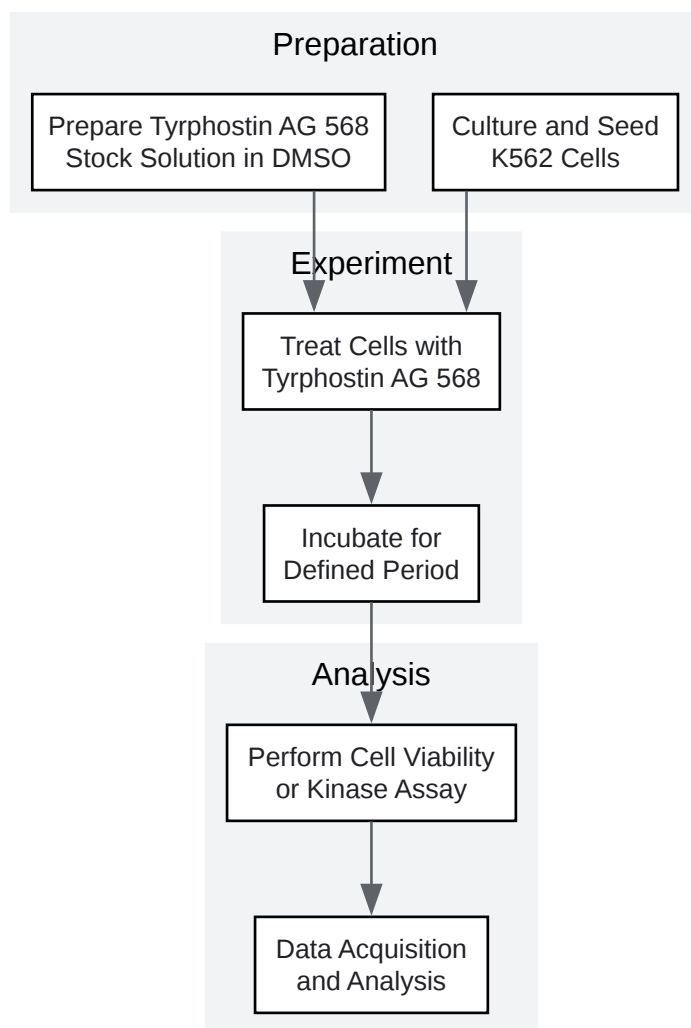 Preparation
Prepare Tyrphostin AG 568
Stock Solution in DMSO
Culture and Seed
K562 Cells
Experiment
Treat Cells with
Tyrphostin AG 568
Incubate for
Defined Period
Analysis
Perform Cell Viability
or Kinase Assay
Data Acquisition
and Analysis